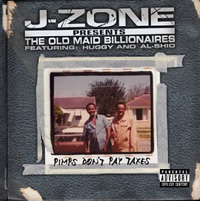 J-ZONE
PRESENTS
THE OLD MAID BILLIONAIRES
FEATURING: HUGGY AND AL-SHID
PIMPS DON'T PAY TAXES
PARENTAL
ADVISORY
EXPLICIT CONTENT